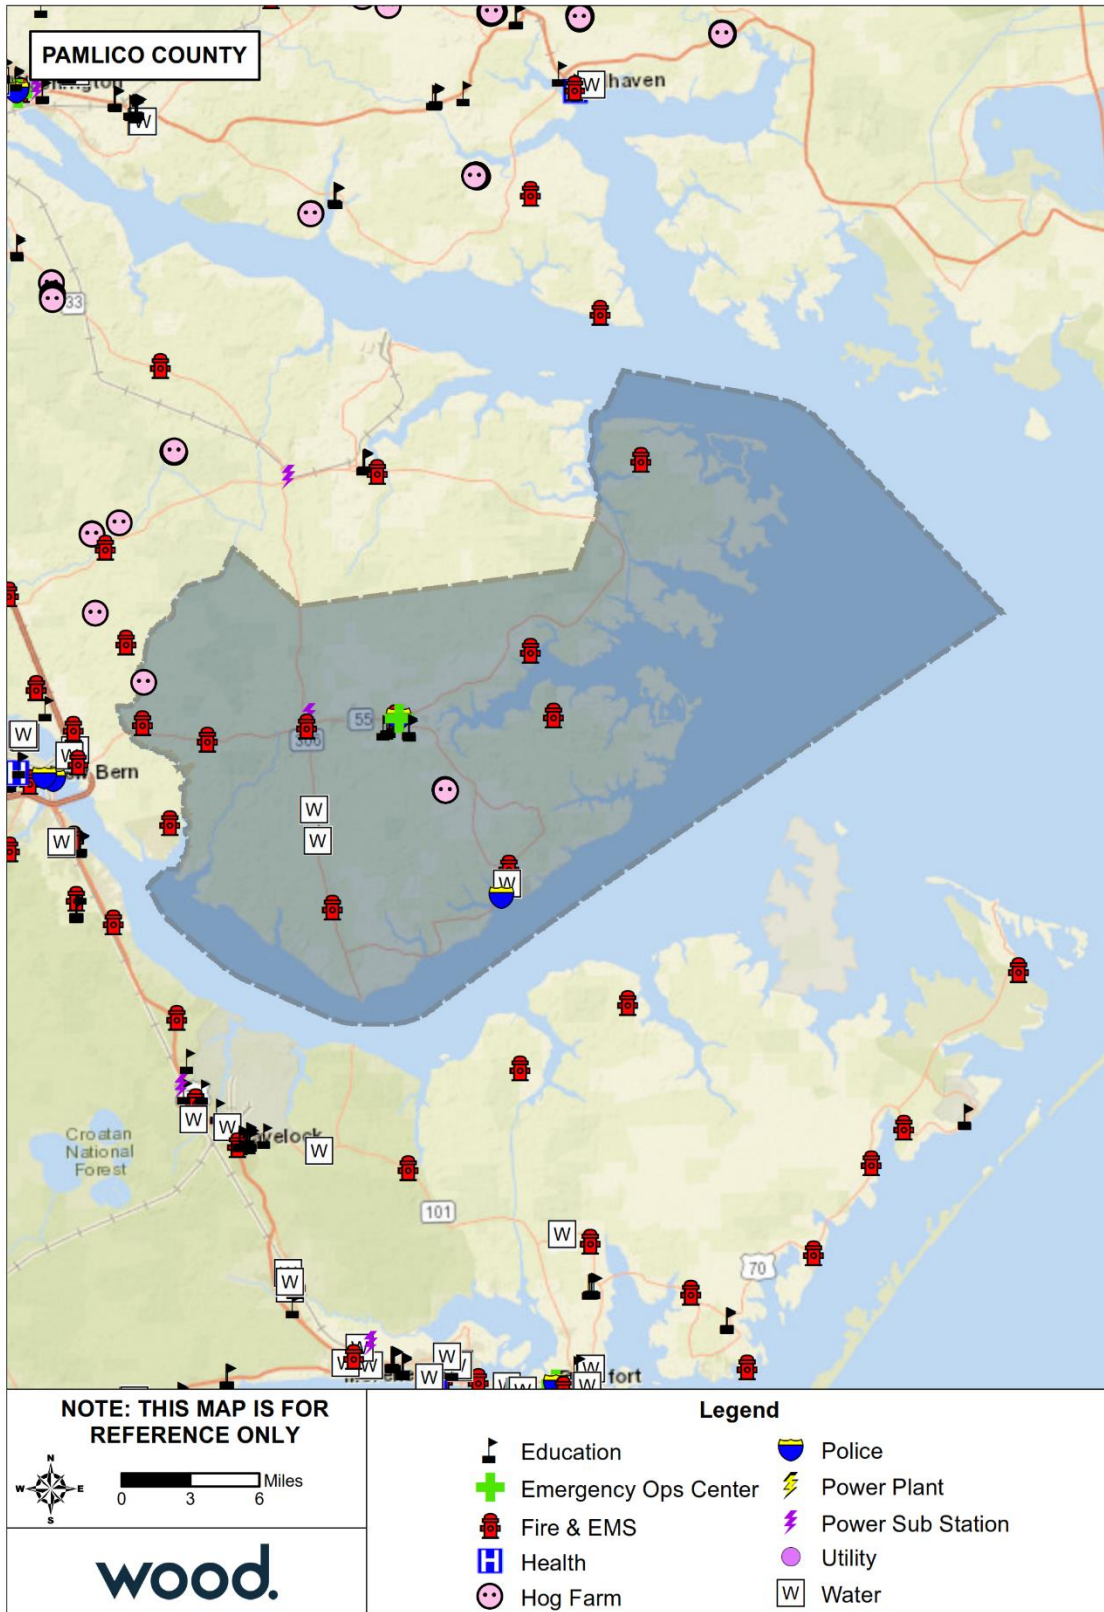 PAMLICO COUNTY
haven
33
55
306
Bern
Croatan
National
Forest
101
70
fort
NOTE: THIS MAP IS FOR
REFERENCE ONLY
N
W E
S
Miles
0 3 6
wood.
Legend
Education
Emergency Ops Center
Fire & EMS
H Health
Hog Farm
Police
Power Plant
Power Sub Station
Utility
W Water